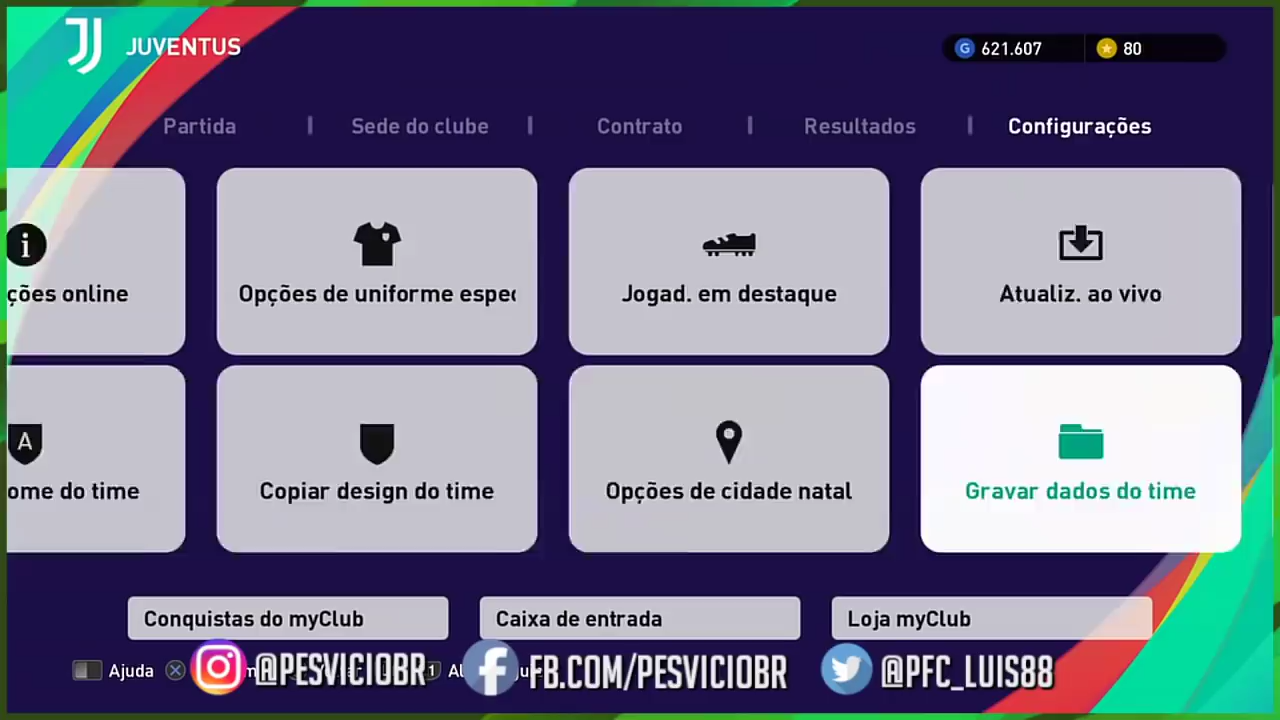 JUVENTUS
G 621.607 80
Partida | Sede do clube | Contrato | Resultados | Configurações
ções online
Opções de uniforme espec
Jogad. em destaque
Atualiz. ao vivo
A
ome do time
Copiar design do time
Opções de cidade natal
Gravar dados do time
Conquistas do myClub
Caixa de entrada
Loja myClub
Ajuda
@PESVICIOBR
FB.COM/PESVICIOBR
@PFC_LUIS88